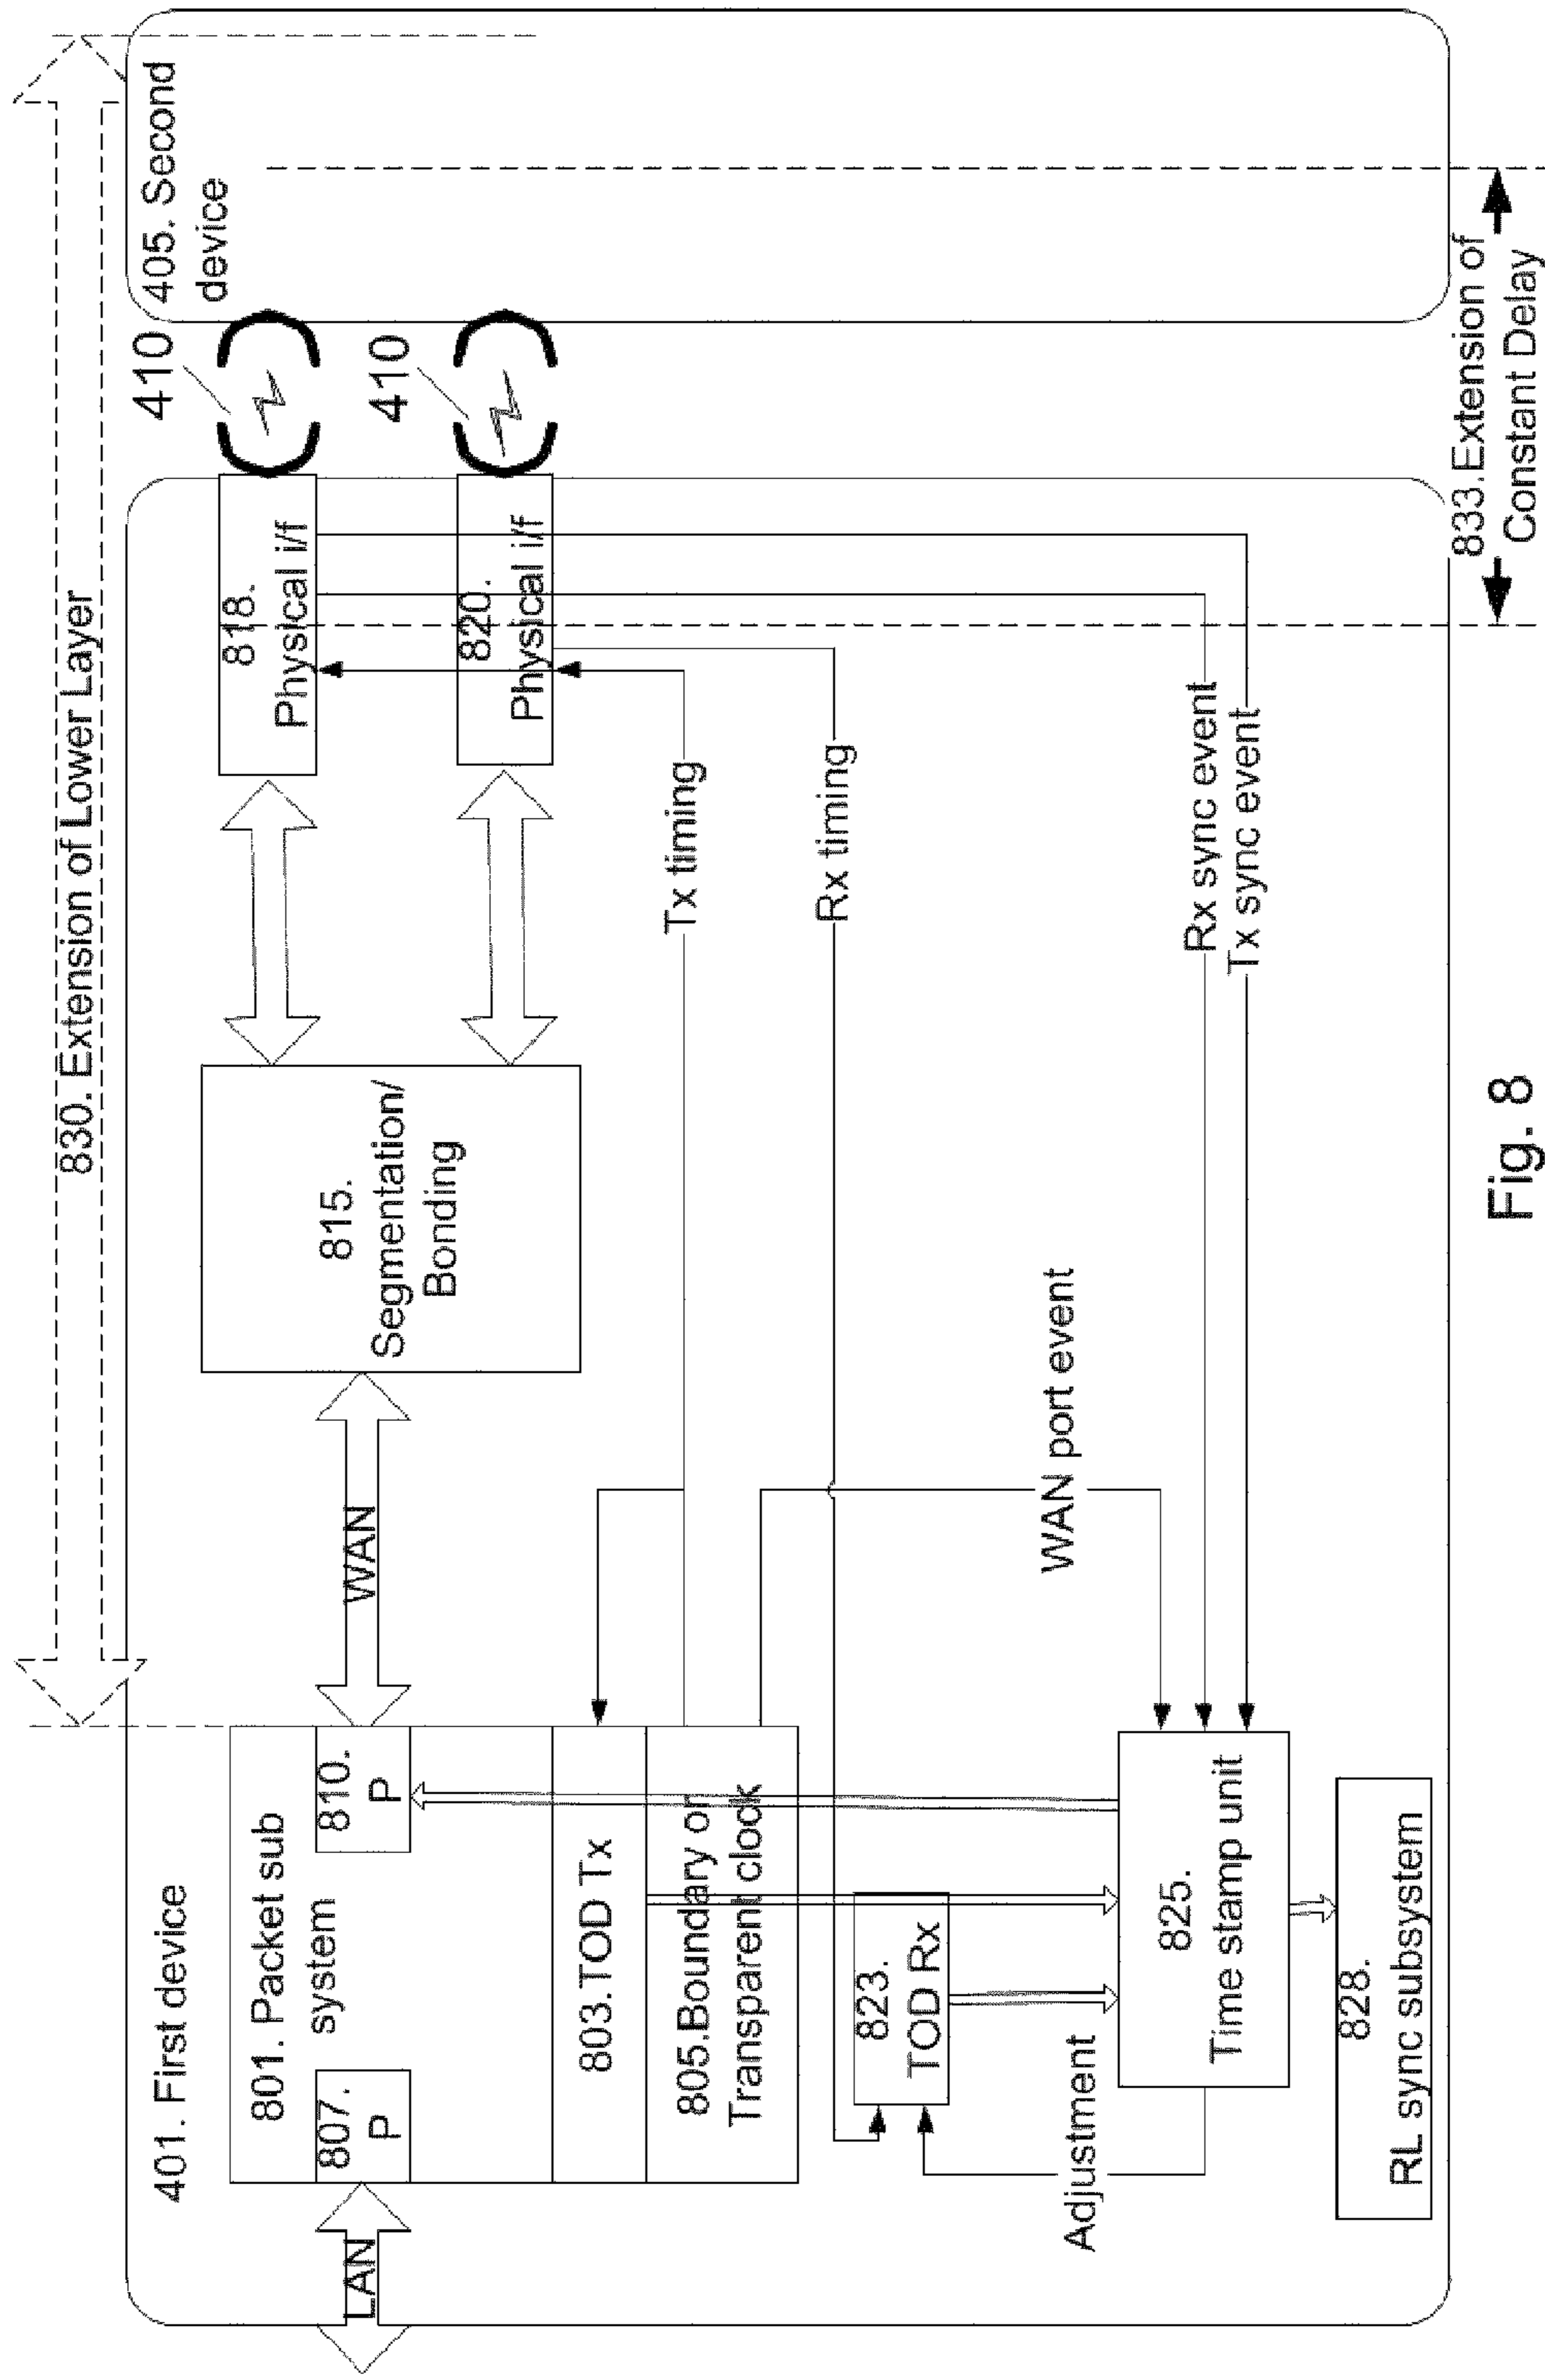 830. Extension of Lower Layer
401. First device
405. Second
device
410
410
801. Packet sub
system
807.
P
810.
P
LAN
WAN
803.TOD Tx
805.Boundary or
Transparent clock
815.
Segmentation/
Bonding
818.
Physical i/f
820.
Physical i/f
Tx timing
Rx timing
823.
TOD Rx
WAN port event
Adjustment
825.
Time stamp unit
Rx sync event
Tx sync event
828.
RL sync subsystem
833.Extension of
Constant Delay
Fig. 8